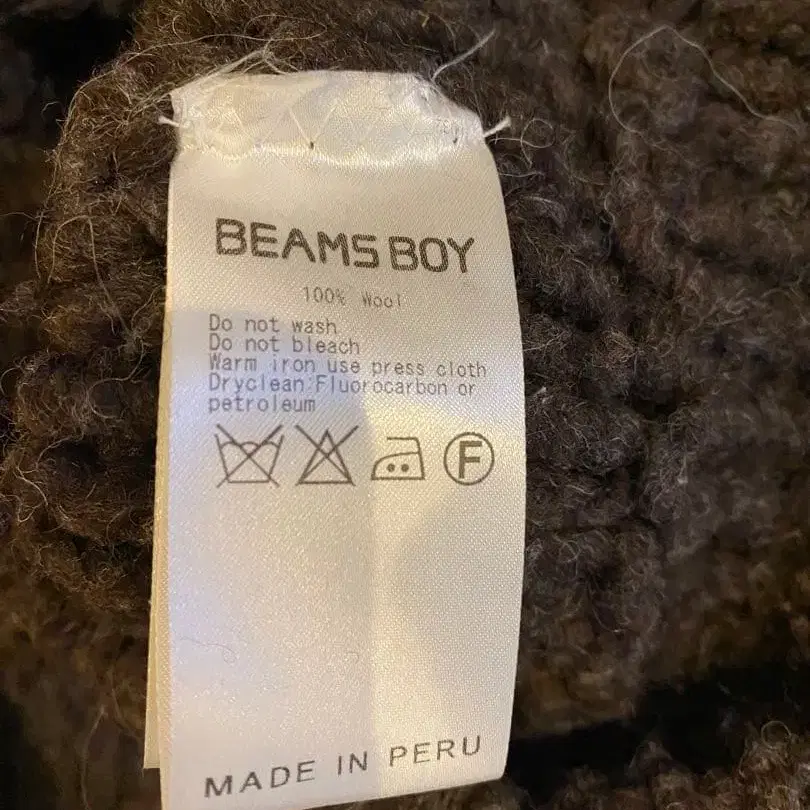 BEAMS BOY
100% Wool
Do not wash
Do not bleach
Warm iron use press cloth
Dryclean:Fluorocarbon or
petroleum
F
MADE IN PERU